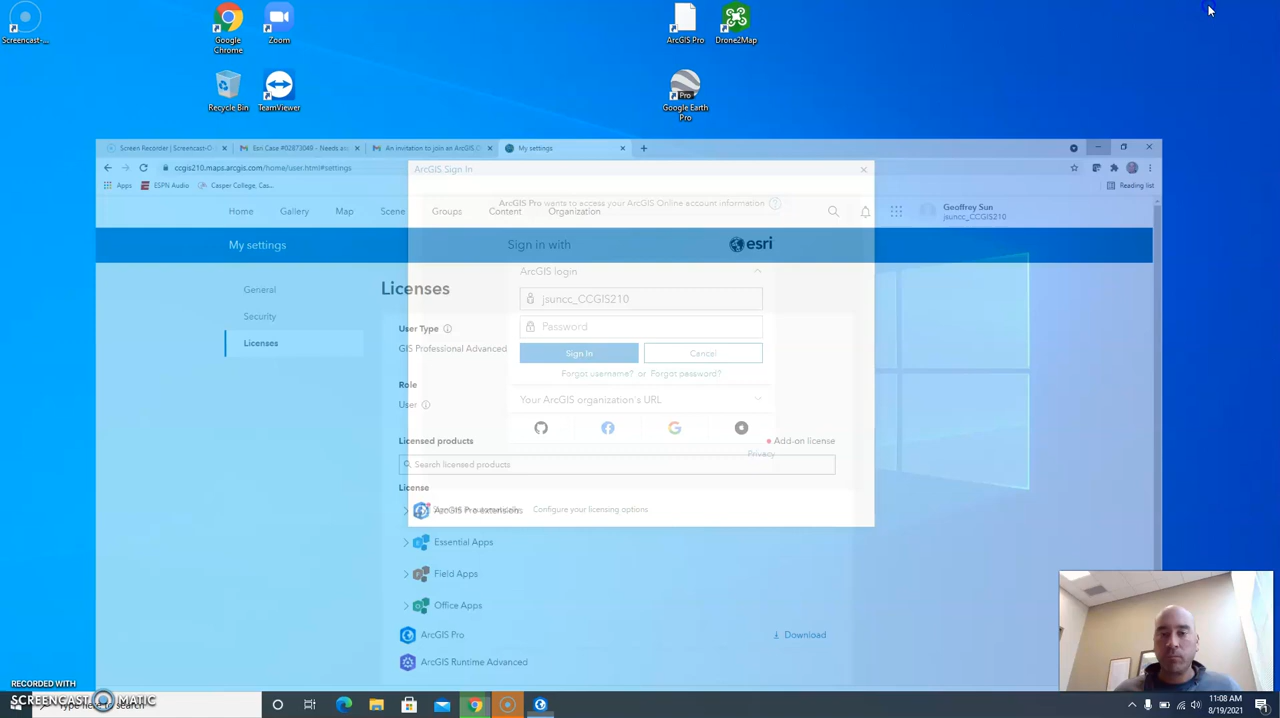 Screencast-...
Google
Chrome
Zoom
ArcGIS Pro
Drone2Map
Recycle Bin
TeamViewer
Pro
Google Earth
Pro
Screen Recorder | Screencast-O
Esri Case #02873049 - Needs a
An invitation to join an ArcGIS O
My settings
ccgis210.maps.arcgis.com/home/user.html#settings
Apps
ESPN Audio
Casper College, Cas...
Reading list
ArcGIS Sign In
ArcGIS Pro wants to access your ArcGIS Online account information
Home
Gallery
Map
Scene
Groups
Content
Organization
Geoffrey Sun
jsuncc_CCGIS210
My settings
Sign in with
esri
General
Security
Licenses
Licenses
User Type
GIS Professional Advanced
Role
User
Licensed products
Add-on license
Search licensed products
License
ArcGIS Pro extensions
Essential Apps
Field Apps
Office Apps
ArcGIS Pro
Download
ArcGIS Runtime Advanced
ArcGIS login
jsuncc_CCGIS210
Password
Sign In
Cancel
Forgot username? or Forgot password?
Your ArcGIS organization's URL
Privacy
Configure your licensing options
RECORDED WITH
SCREENCAST MATIC
Type here to search
11:08 AM
8/19/2021